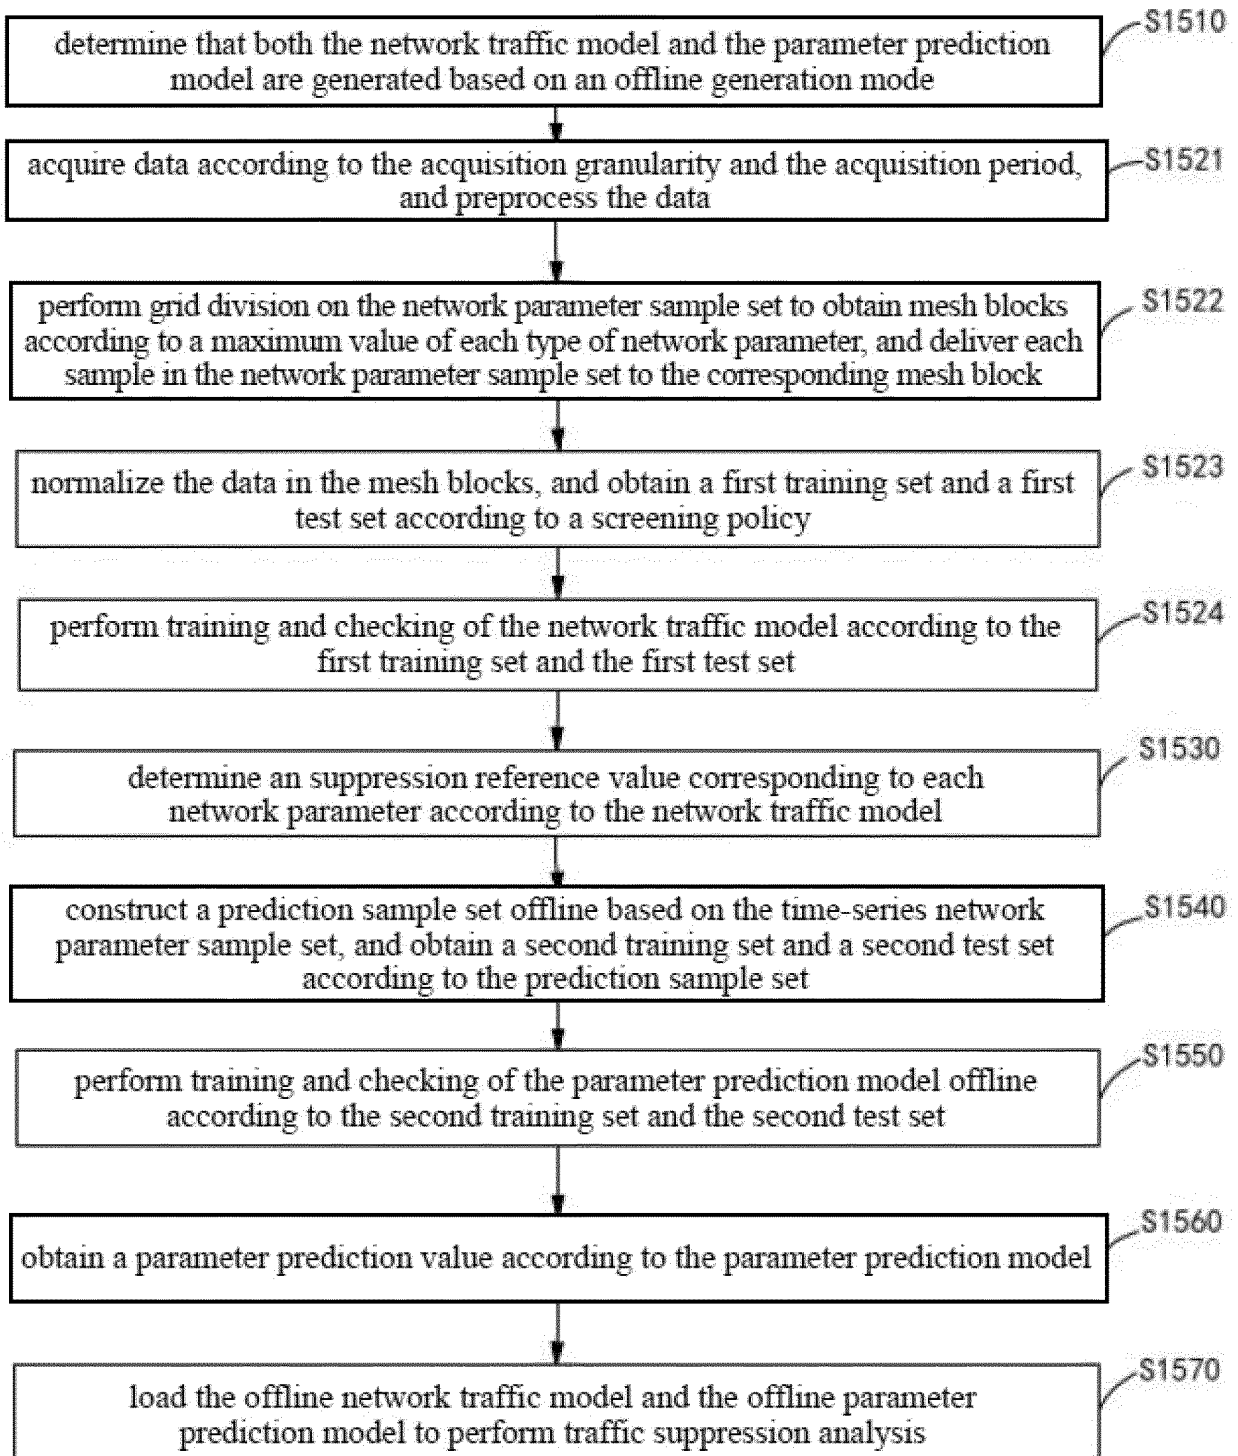 S1510
determine that both the network traffic model and the parameter prediction
model are generated based on an offline generation mode
S1521
acquire data according to the acquisition granularity and the acquisition period,
and preprocess the data
S1522
perform grid division on the network parameter sample set to obtain mesh blocks
according to a maximum value of each type of network parameter, and deliver each
sample in the network parameter sample set to the corresponding mesh block
S1523
normalize the data in the mesh blocks, and obtain a first training set and a first
test set according to a screening policy
S1524
perform training and checking of the network traffic model according to the
first training set and the first test set
S1530
determine an suppression reference value corresponding to each
network parameter according to the network traffic model
S1540
construct a prediction sample set offline based on the time-series network
parameter sample set, and obtain a second training set and a second test set
according to the prediction sample set
S1550
perform training and checking of the parameter prediction model offline
according to the second training set and the second test set
S1560
obtain a parameter prediction value according to the parameter prediction model
S1570
load the offline network traffic model and the offline parameter
prediction model to perform traffic suppression analysis